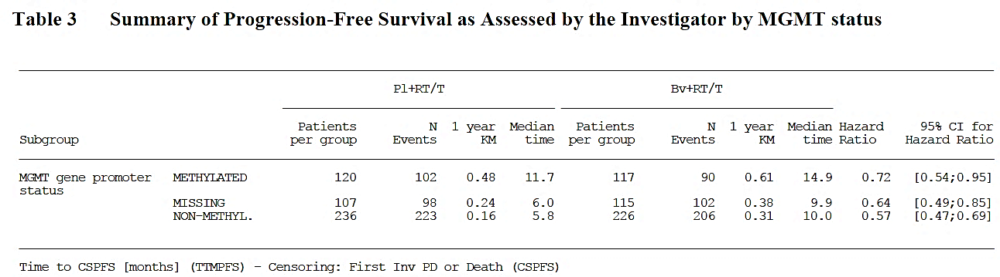 Table 3 Summary of Progression-Free Survival as Assessed by the Investigator by MGMT status
Pl+RT/T Bv+RT/T
Patients N 1 year Median Patients N 1 year Median Hazard 95% CI for
Subgroup per group Events KM time per group Events KM time Ratio Hazard Ratio
MGMT gene promoter METHYLATED 120 102 0.48 11.7 117 90 0.61 14.9 0.72 [0.54;0.95]
status
MISSING 107 98 0.24 6.0 115 102 0.38 9.9 0.64 [0.49;0.85]
NON-METHYL. 236 223 0.16 5.8 226 206 0.31 10.0 0.57 [0.47;0.69]
Time to CSPFS [months] (TTMPFS) - Censoring: First Inv PD or Death (CSPFS)